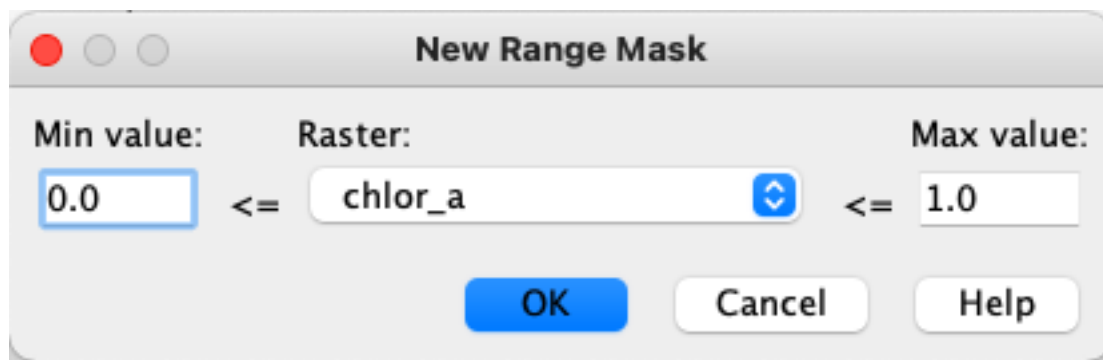 New Range Mask
Min value: Raster: Max value:
0.0 <= chlor_a <= 1.0
OK Cancel Help